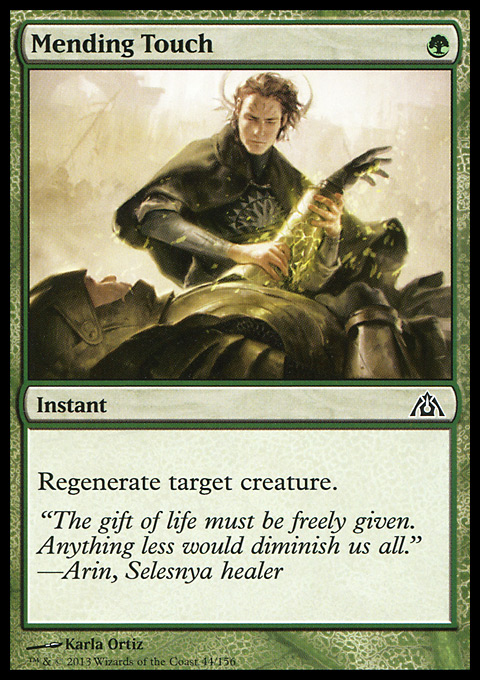 Mending Touch
Instant
Regenerate target creature.
“The gift of life must be freely given.
Anything less would diminish us all.”
—Arin, Selesnya healer
Karla Ortiz
™ & © 2013 Wizards of the Coast 44/156